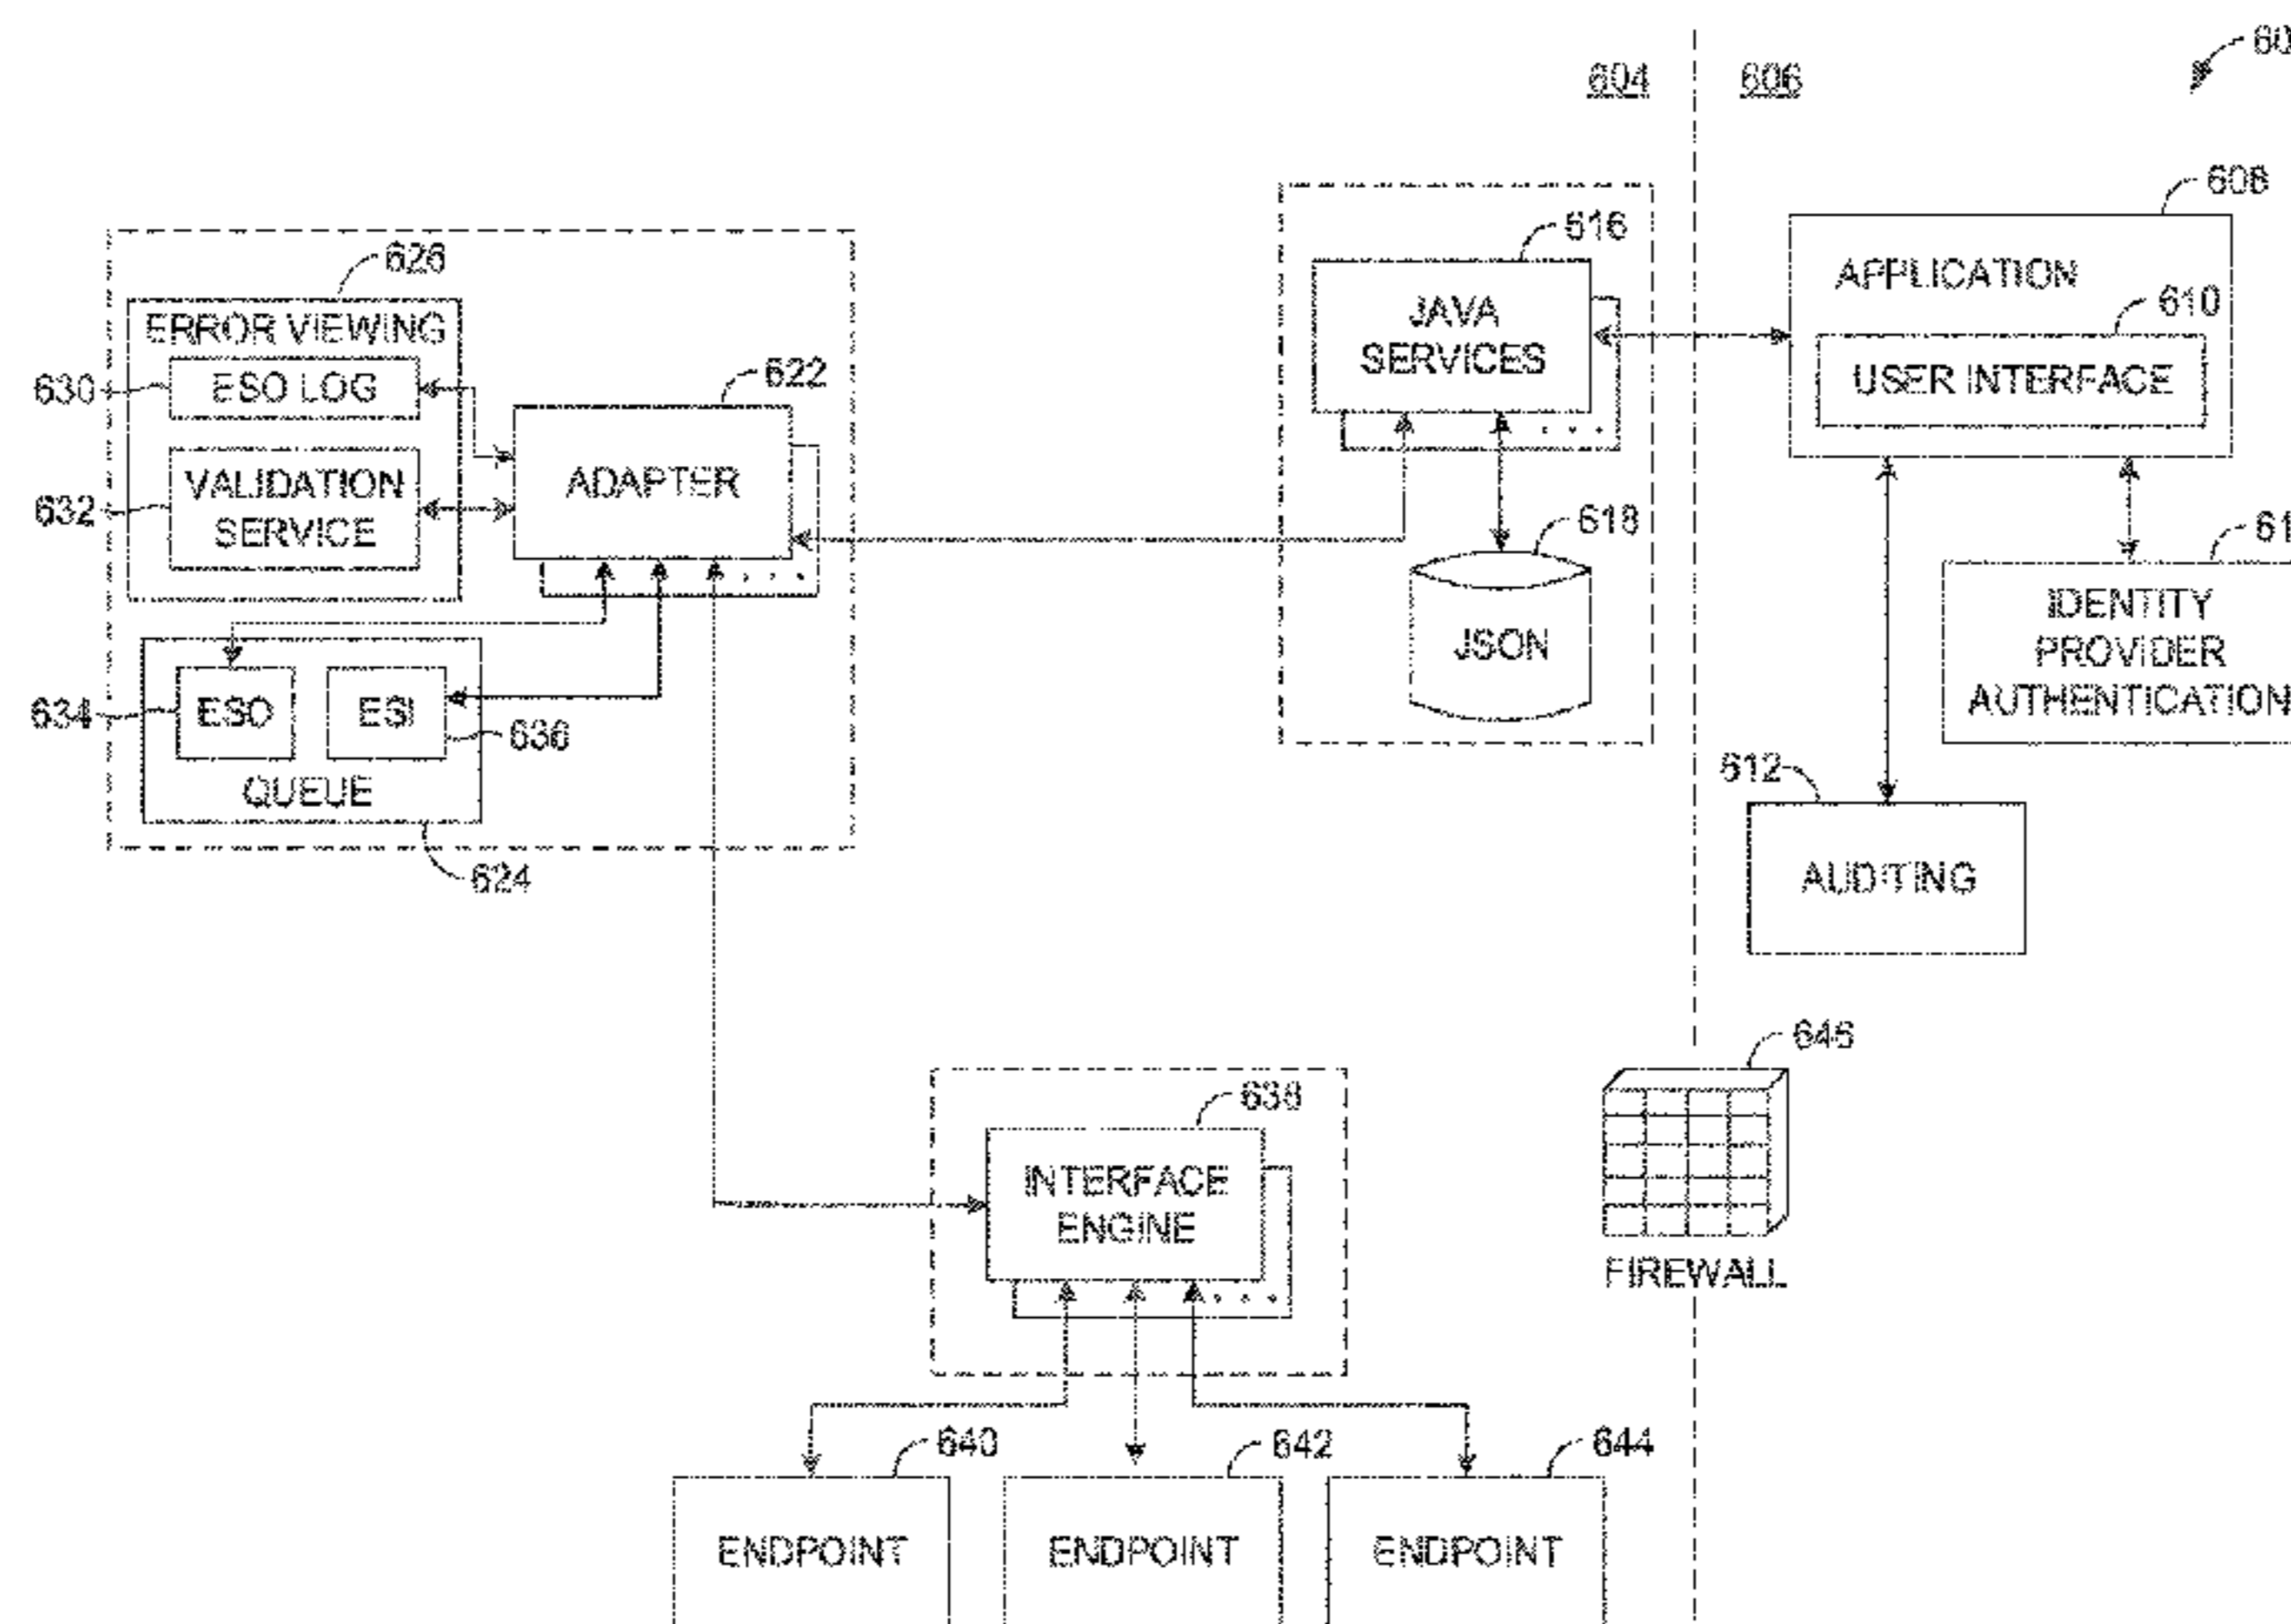 604
606
60
608
616
APPLICATION
626
610
JAVA
SERVICES
ERROR VIEWING
622
USER INTERFACE
630
ESO LOG
ADAPTER
VALIDATION
SERVICE
632
618
61
IDENTITY
PROVIDER
AUTHENTICATION
JSON
634
ESO
ESI
636
612
QUEUE
624
AUDITING
646
638
INTERFACE
ENGINE
FIREWALL
640
642
644
ENDPOINT
ENDPOINT
ENDPOINT